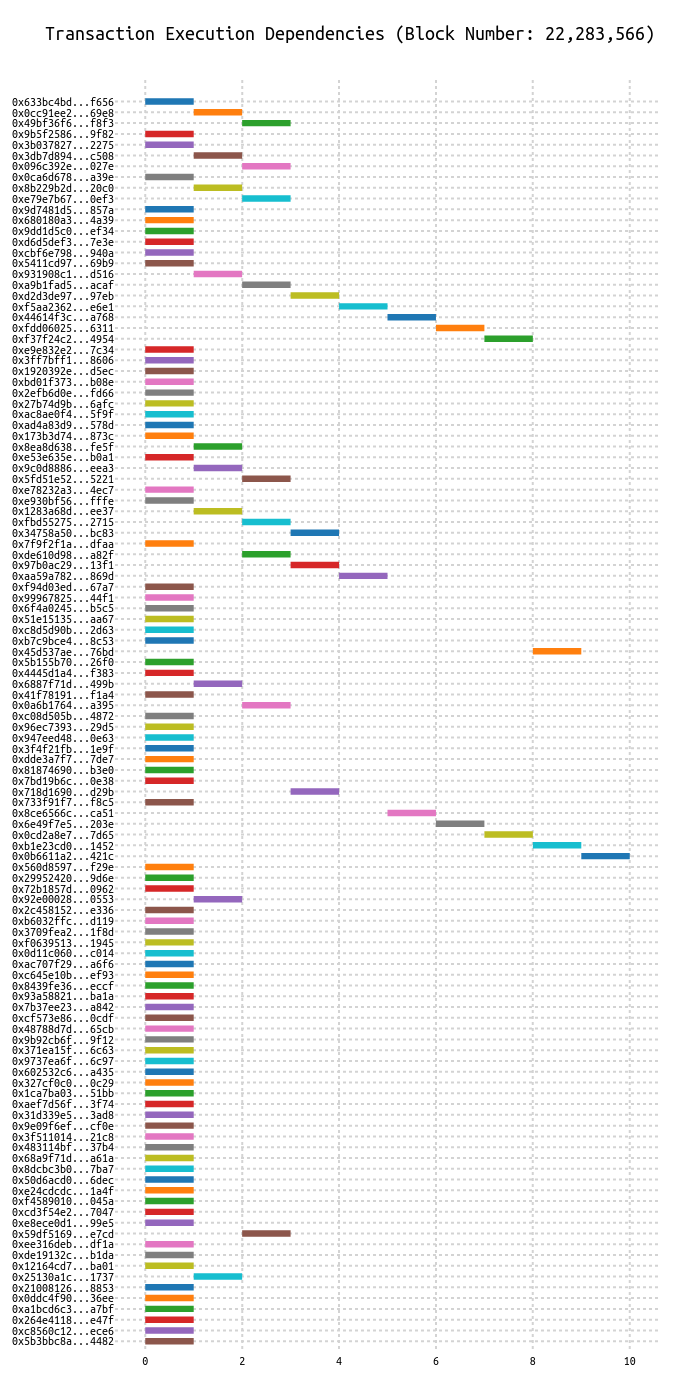 Transaction Execution Dependencies (Block Number: 22,283,566)
0x633bc4bd...f656
0x0cc91ee2...69e8
0x49bf36f6...f8f3
0x9b5f2586...9f82
0x3b037827...2275
0x3db7d894...c508
0x096c392e...027e
0x0ca6d678...a39e
0x8b229b2d...20c0
0xe79e7b67...0ef3
0x9d7481d5...857a
0x680180a3...4a39
0x9dd1d5c0...ef34
0xd6d5def3...7e3e
0xcbf6e798...940a
0x5411cd97...69b9
0x931908c1...d516
0xa9b1fad5...acaf
0xd2d3de97...97eb
0xf5aa2362...e6e1
0x44614f3c...a768
0xfdd06025...6311
0xf37f24c2...4954
0xe9e832e2...7c34
0x3ff7bff1...8606
0x1920392e...d5ec
0xbd01f373...b08e
0x2efb6d0e...fd66
0x27b74d9b...6afc
0xac8ae0f4...5f9f
0xad4a83d9...578d
0x173b3d74...873c
0x8ea8d638...fe5f
0xe53e635e...b0a1
0x9c0d8886...eea3
0x5fd51e52...5221
0xe78232a3...4ec7
0xe930bf56...fffe
0x1283a68d...ee37
0xfbd55275...2715
0x34758a50...bc83
0x7f9f2f1a...dfaa
0xde610d98...a82f
0x97b0ac29...13f1
0xaa59a782...869d
0xf94d03ed...67a7
0x99967825...44f1
0x6f4a0245...b5c5
0x51e15135...aa67
0xc8d5d90b...2d63
0xb7c9bce4...8c53
0x45d537ae...76bd
0x5b155b70...26f0
0x4445d1a4...f383
0x6887f71d...499b
0x41f78191...f1a4
0x0a6b1764...a395
0xc08d505b...4872
0x96ec7393...29d5
0x947eed48...0e63
0x3f4f21fb...1e9f
0xdde3a7f7...7de7
0x81874690...b3e0
0x7bd19b6c...0e38
0x718d1690...d29b
0x733f91f7...f8c5
0x8ce6566c...ca51
0x6e49f7e5...203e
0x0cd2a8e7...7d65
0xb1e23cd0...1452
0x0b6611a2...421c
0x560d8597...f29e
0x29952420...9d6e
0x72b1857d...0962
0x92e00028...0553
0x2c458152...e336
0xb6032ffc...d119
0x3709fea2...1f8d
0xf0639513...1945
0x0d11c060...c014
0xac707f29...a6f6
0xc645e10b...ef93
0x8439fe36...eccf
0x93a58821...ba1a
0x7b37ee23...a842
0xcf573e86...0cdf
0x48788d7d...65cb
0x9b92cb6f...9f12
0x371ea15f...6c63
0x9737ea6f...6c97
0x602532c6...a435
0x327cf0c0...0c29
0x1ca7ba03...51bb
0xaef7d56f...3f74
0x31d339e5...3ad8
0x9e09f6ef...cf0e
0x3f511014...21c8
0x483114bf...37b4
0x68a9f71d...a61a
0x8dcbc3b0...7ba7
0x50d6acd0...6dec
0xe24cdcdc...1a4f
0xf4589010...045a
0xcd3f54e2...7047
0xe8ece0d1...99e5
0x59df5169...e7cd
0xee316deb...df1a
0xde19132c...b1da
0x12164cd7...ba01
0x25130a1c...1737
0x21008126...8853
0x0ddc4f90...36ee
0xa1bcd6c3...a7bf
0x264e4118...e47f
0xc8560c12...ece6
0x5b3bbc8a...4482
0 2 4 6 8 10